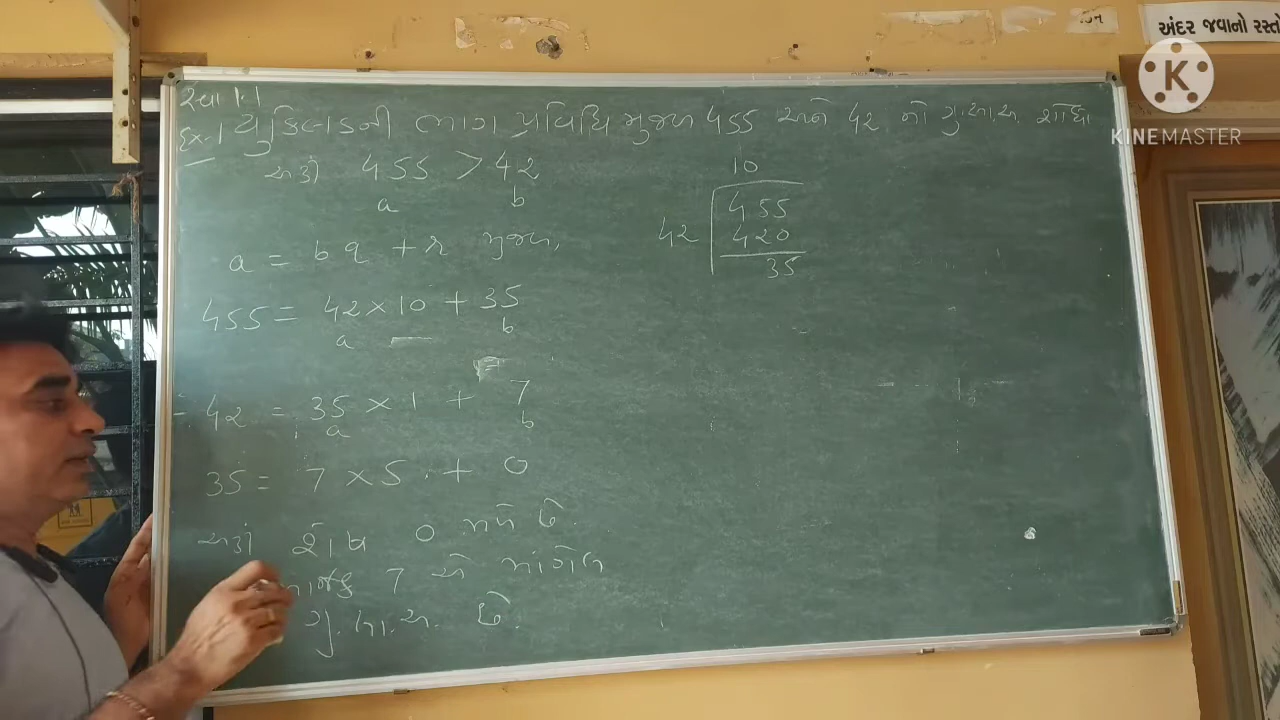 સ્વા 1.1
Ex.1 યુક્લિડની ભાગ પ્રવિધિ મુજબ 455 અને 42 નો ગુ.સા.અ. શોધો
અહીં 455 > 42
a b
a = bq + r મુજબ,
455 = 42 × 10 + 35
a b
42 = 35 × 1 + 7
a b
35 = 7 × 5 + 0
અહીં શેષ 0 મળે છે.
ભાજક 7 એ માંગેલ
ગુ.સા.અ. છે.
10
42 455
420
35
અંદર જવાનો રસ્તો
K
KINEMASTER